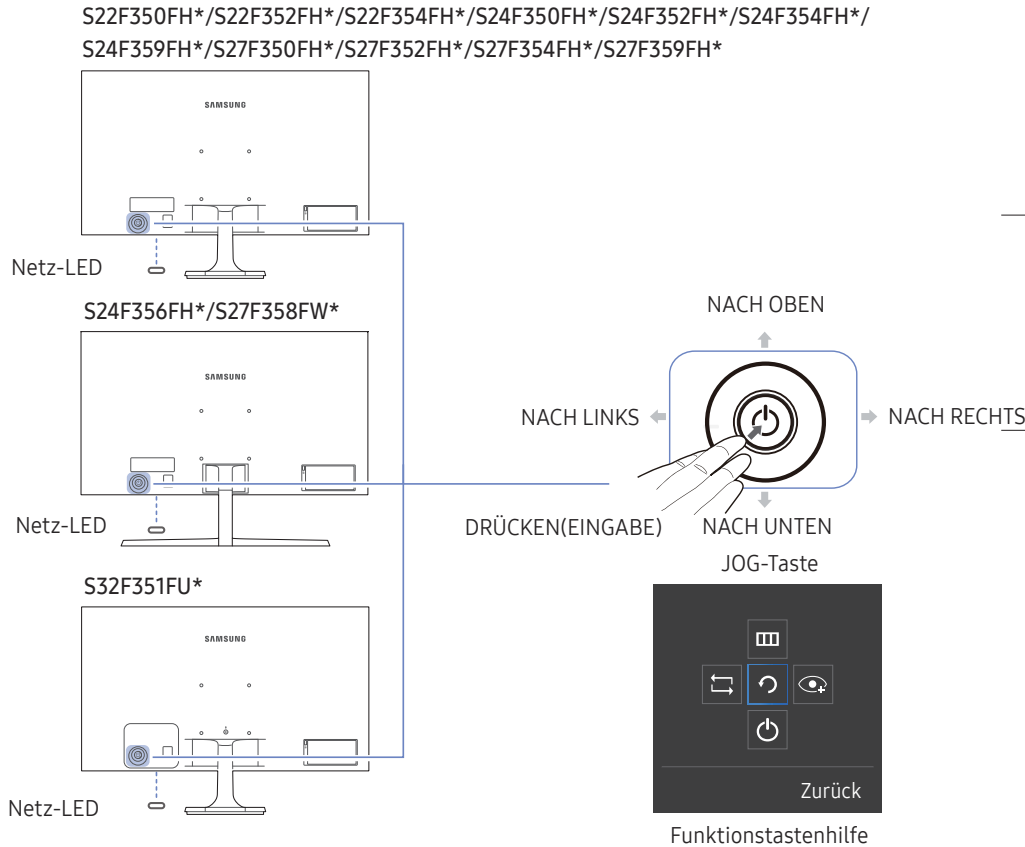 S22F350FH*/S22F352FH*/S22F354FH*/S24F350FH*/S24F352FH*/S24F354FH*/
S24F359FH*/S27F350FH*/S27F352FH*/S27F354FH*/S27F359FH*
SAMSUNG
Netz-LED
S24F356FH*/S27F358FW*
SAMSUNG
Netz-LED
S32F351FU*
SAMSUNG
Netz-LED
NACH OBEN
NACH LINKS
NACH RECHTS
DRÜCKEN(EINGABE)
NACH UNTEN
JOG-Taste
Zurück
Funktionstastenhilfe